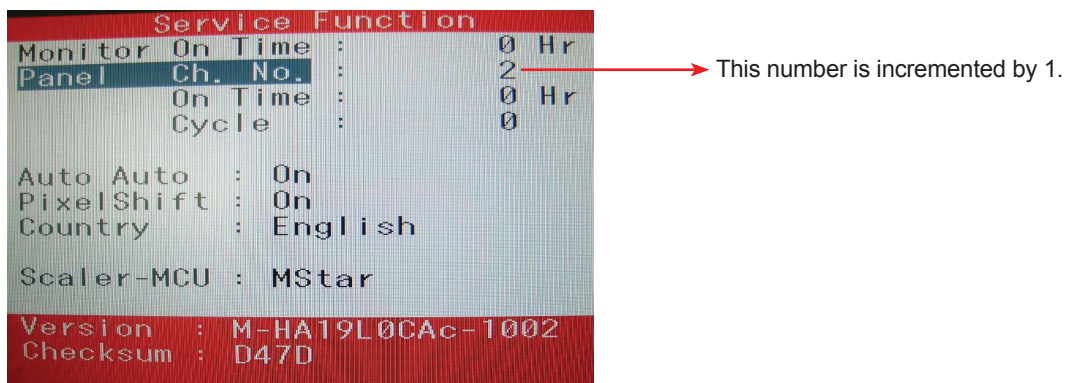 Service Function
Monitor On Time : 0 Hr
Panel Ch. No. : 2
This number is incremented by 1.
On Time : 0 Hr
Cycle : 0
Auto Auto : On
PixelShift : On
Country : English
Scaler-MCU : MStar
Version : M-HA19L0CAc-1002
Checksum : D47D